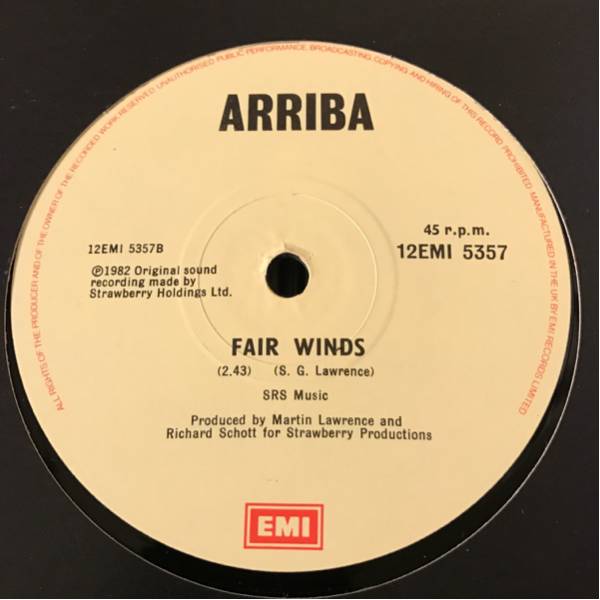 ALL RIGHTS OF THE PRODUCER AND OF THE OWNER OF THE RECORDED WORK RESERVED UNAUTHORISED PUBLIC PERFORMANCE BROADCASTING COPYING AND HIRING OF THIS RECORD PROHIBITED MANUFACTURED IN THE UK BY EMI RECORDS LIMITED
ARRIBA
12EMI 5357B
45 r.p.m.
12EMI 5357
℗1982 Original sound
recording made by
Strawberry Holdings Ltd.
FAIR WINDS
(2.43) (S. G. Lawrence)
SRS Music
Produced by Martin Lawrence and
Richard Schott for Strawberry Productions
EMI